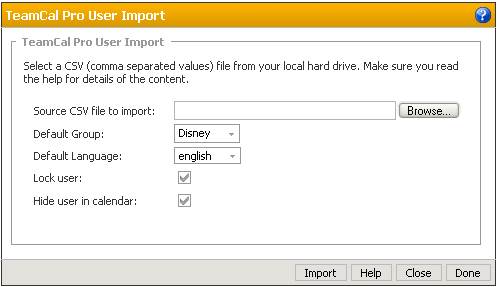 TeamCal Pro User Import
?
TeamCal Pro User Import
Select a CSV (comma separated values) file from your local hard drive. Make sure you read
the help for details of the content.
Source CSV file to import: Browse...
Default Group: Disney
Default Language: english
Lock user:
Hide user in calendar:
Import Help Close Done